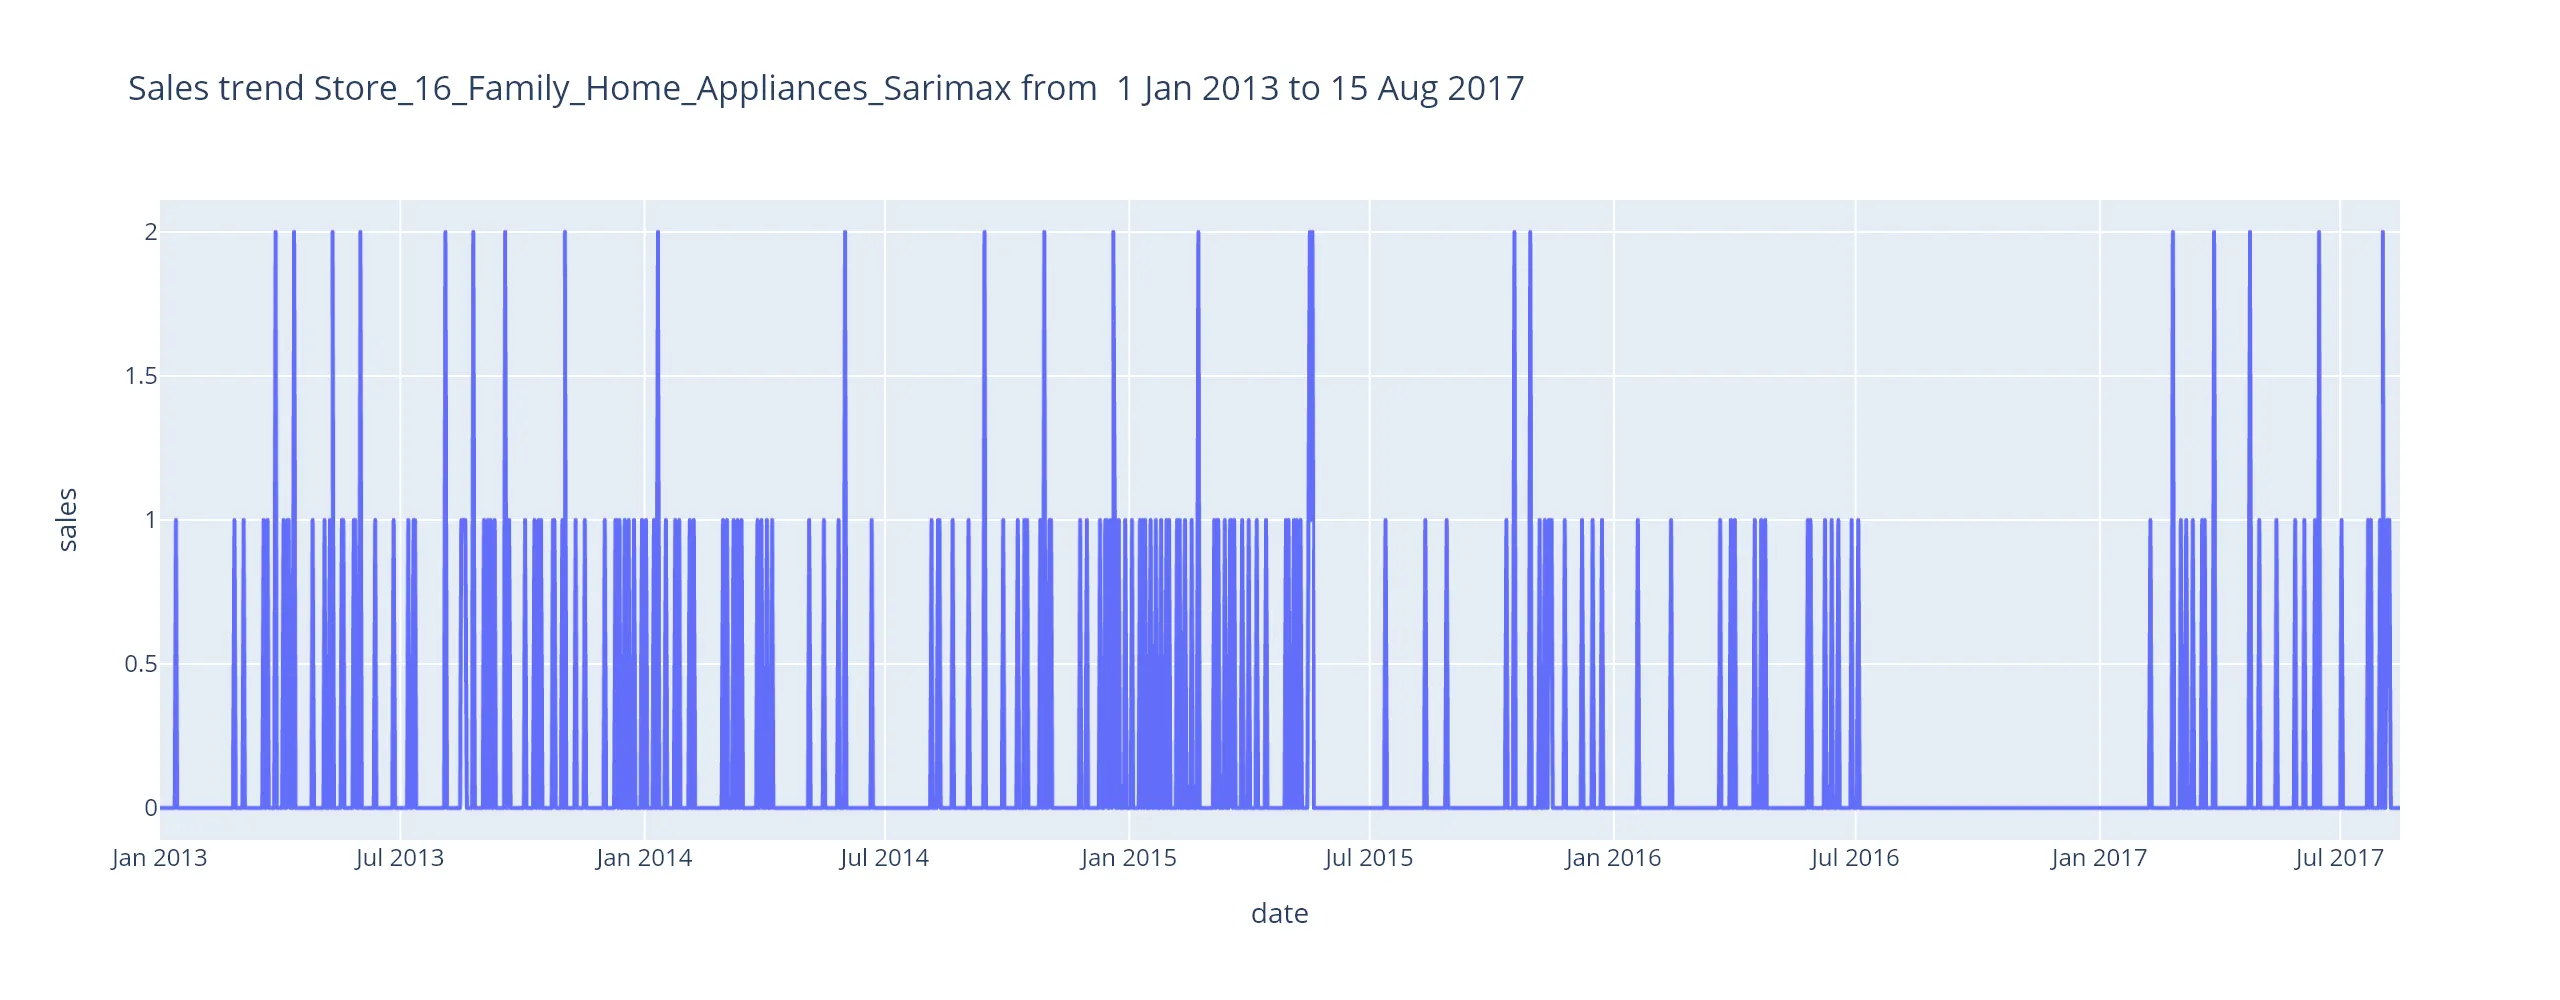 Sales trend Store_16_Family_Home_Appliances_Sarimax from  1 Jan 2013 to 15 Aug 2017
2
1.5
1
0.5
0
sales
Jan 2013
Jul 2013
Jan 2014
Jul 2014
Jan 2015
Jul 2015
Jan 2016
Jul 2016
Jan 2017
Jul 2017
date